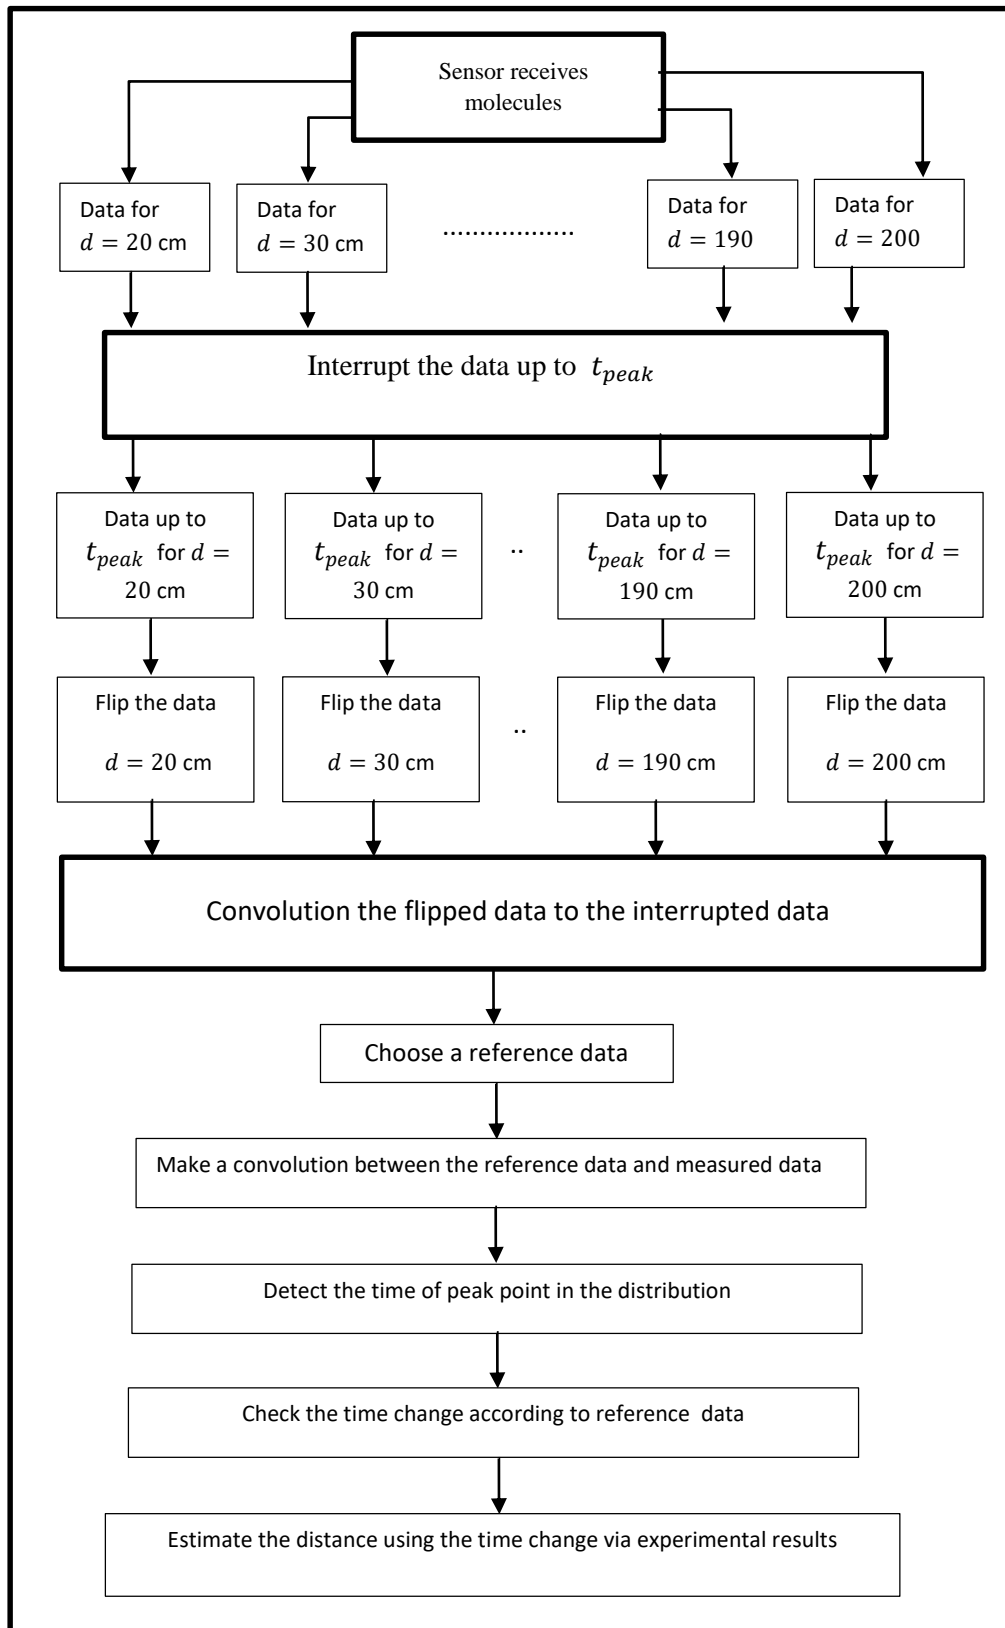 Sensor receives
molecules
Data for
𝑑 = 20 cm
Data for
𝑑 = 30 cm
..................
Data for
𝑑 = 190
Data for
𝑑 = 200
Interrupt the data up to 𝑡𝑝𝑒𝑎𝑘
Data up to
𝑡𝑝𝑒𝑎𝑘 for 𝑑 =
20 cm
Data up to
𝑡𝑝𝑒𝑎𝑘 for 𝑑 =
30 cm
..
Data up to
𝑡𝑝𝑒𝑎𝑘 for 𝑑 =
190 cm
Data up to
𝑡𝑝𝑒𝑎𝑘 for 𝑑 =
200 cm
Flip the data
𝑑 = 20 cm
Flip the data
𝑑 = 30 cm
..
Flip the data
𝑑 = 190 cm
Flip the data
𝑑 = 200 cm
Convolution the flipped data to the interrupted data
Choose a reference data
Make a convolution between the reference data and measured data
Detect the time of peak point in the distribution
Check the time change according to reference data
Estimate the distance using the time change via experimental results